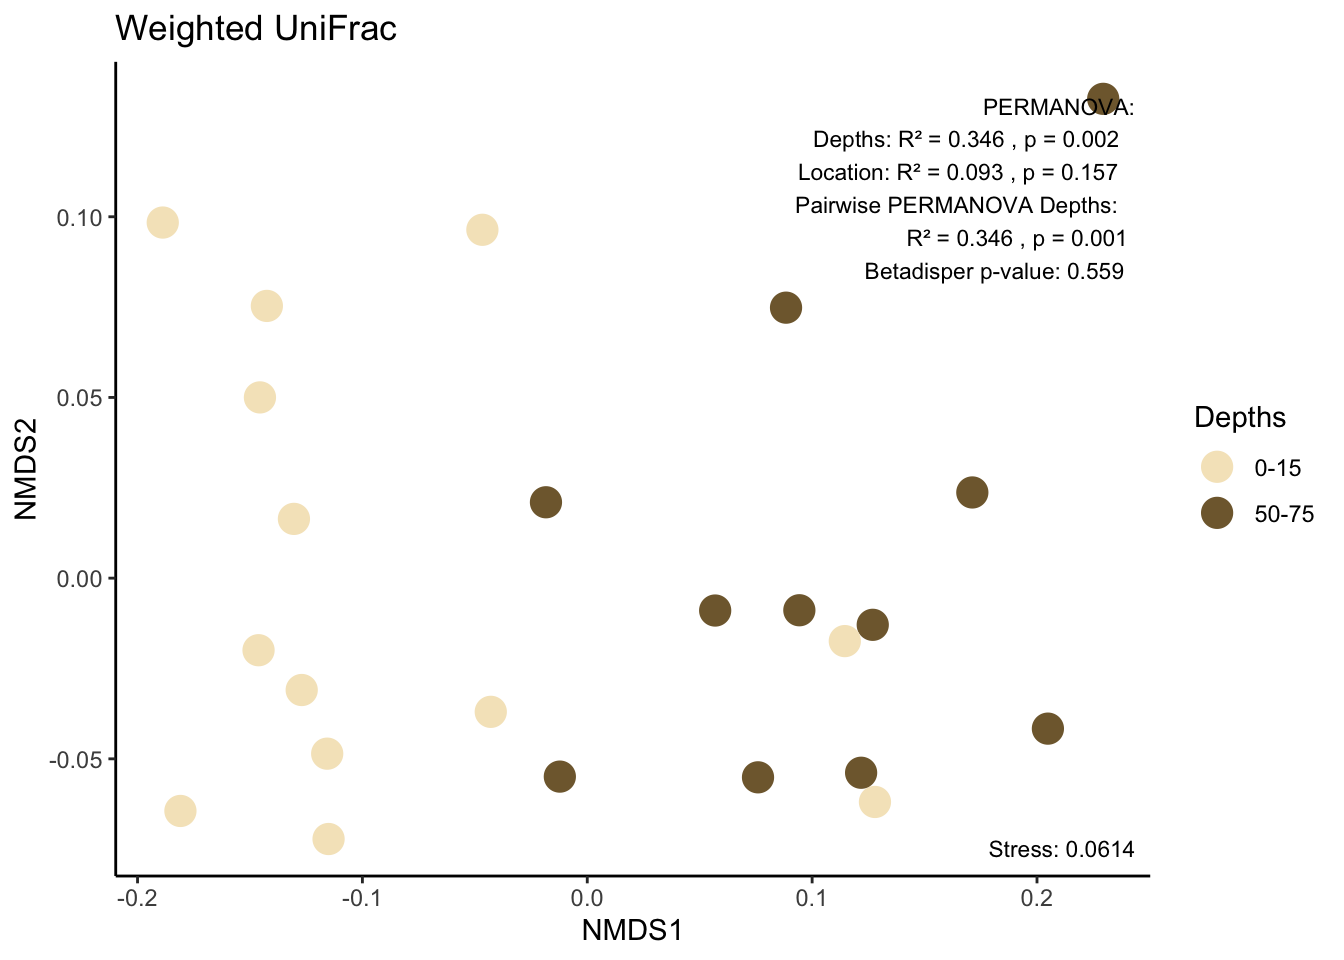 Weighted UniFrac
PERMANOVA:
Depths: R² = 0.346 , p = 0.002
Location: R² = 0.093 , p = 0.157
Pairwise PERMANOVA Depths:
R² = 0.346 , p = 0.001
Betadisper p-value: 0.559
0.10
0.05
0.00
-0.05
NMDS2
Depths
0-15
50-75
Stress: 0.0614
-0.2 -0.1 0.0 0.1 0.2
NMDS1